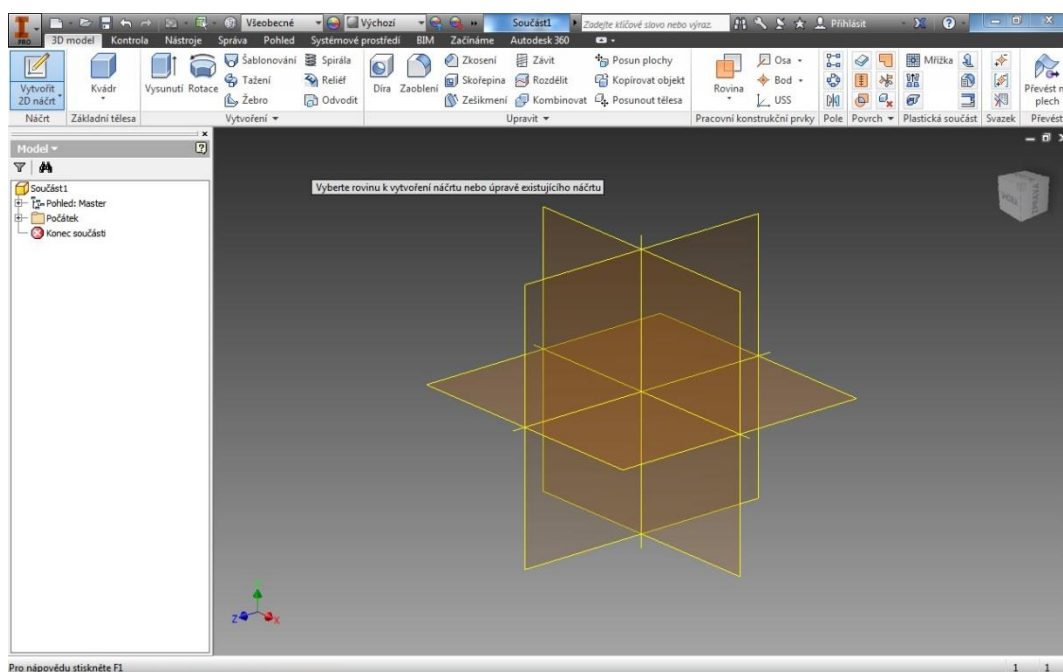 PRO
Všeobecné Výchozí Součást1 Zadejte klíčové slovo nebo výraz. Přihlásit
3D model Kontrola Nástroje Správa Pohled Systémové prostředí BIM Začínáme Autodesk 360
Šablonování Spirála Zkosení Závit Posun plochy Osa Mřížka
Vytvořit 2D náčrt Kvádr Vysunutí Rotace Tažení Reliéf Díra Zaoblení Skořepina Rozdělit Kopírovat objekt Rovina Bod Převést n plech
Žebro Odvodit Zešikmení Kombinovat Posunout tělesa USS
Náčrt Základní tělesa Vytvoření Upravit Pracovní konstrukční prvky Pole Povrch Plastická součást Svazek Převést
Model
Součást1
Pohled: Master
Počátek
Konec součásti
Vyberte rovinu k vytvoření náčrtu nebo úpravě existujícího náčrtu
Z X
Pro nápovědu stiskněte F1 1 1